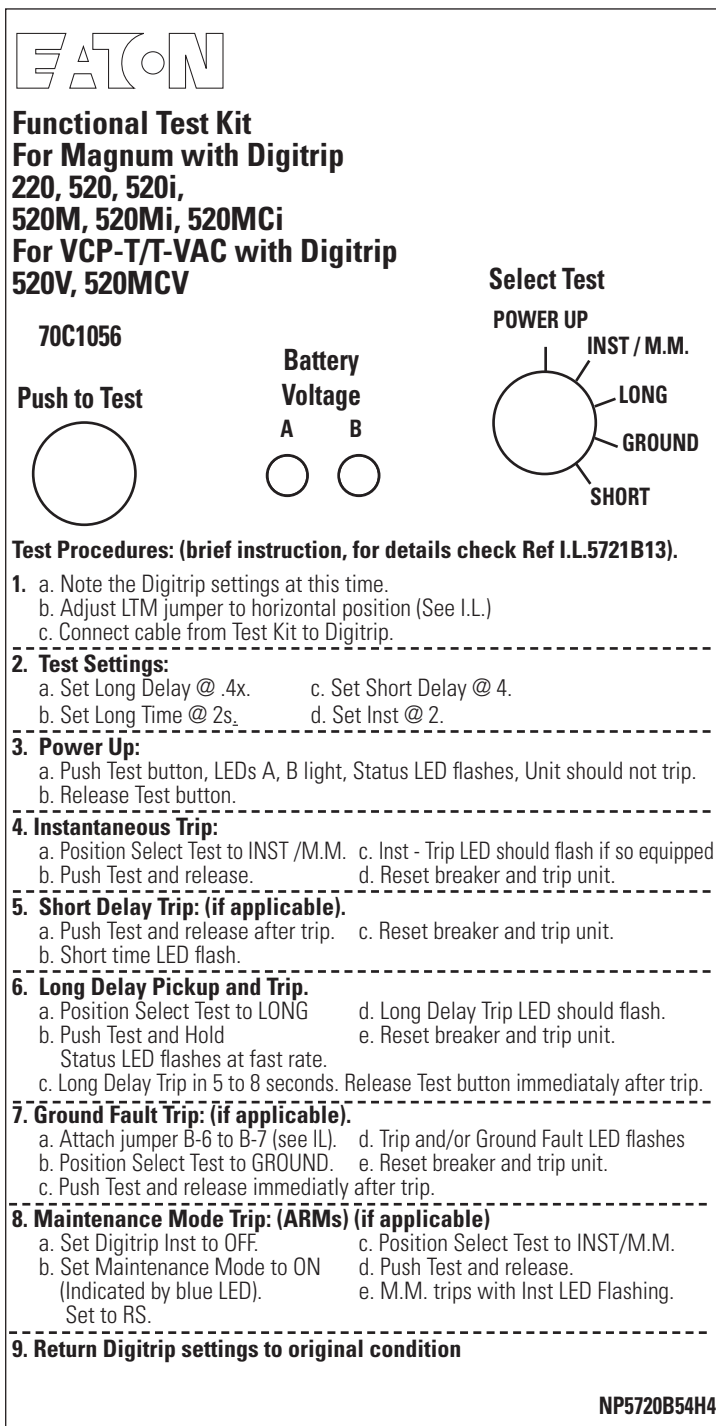 EATON
Functional Test Kit
For Magnum with Digitrip
220, 520, 520i,
520M, 520Mi, 520MCi
For VCP-T/T-VAC with Digitrip
520V, 520MCV
70C1056
Push to Test
Battery
Voltage
A B
Select Test
POWER UP
INST / M.M.
LONG
GROUND
SHORT
Test Procedures: (brief instruction, for details check Ref I.L.5721B13).
1. a. Note the Digitrip settings at this time.
b. Adjust LTM jumper to horizontal position (See I.L.)
c. Connect cable from Test Kit to Digitrip.
2. Test Settings:
a. Set Long Delay @ .4x.
b. Set Long Time @ 2s.
c. Set Short Delay @ 4.
d. Set Inst @ 2.
3. Power Up:
a. Push Test button, LEDs A, B light, Status LED flashes, Unit should not trip.
b. Release Test button.
4. Instantaneous Trip:
a. Position Select Test to INST /M.M.
b. Push Test and release.
c. Inst - Trip LED should flash if so equipped
d. Reset breaker and trip unit.
5. Short Delay Trip: (if applicable).
a. Push Test and release after trip.
b. Short time LED flash.
c. Reset breaker and trip unit.
6. Long Delay Pickup and Trip.
a. Position Select Test to LONG
b. Push Test and Hold
Status LED flashes at fast rate.
c. Long Delay Trip in 5 to 8 seconds. Release Test button immediataly after trip.
d. Long Delay Trip LED should flash.
e. Reset breaker and trip unit.
7. Ground Fault Trip: (if applicable).
a. Attach jumper B-6 to B-7 (see IL).
b. Position Select Test to GROUND.
c. Push Test and release immediatly after trip.
d. Trip and/or Ground Fault LED flashes
e. Reset breaker and trip unit.
8. Maintenance Mode Trip: (ARMs) (if applicable)
a. Set Digitrip Inst to OFF.
b. Set Maintenance Mode to ON
(Indicated by blue LED).
Set to RS.
c. Position Select Test to INST/M.M.
d. Push Test and release.
e. M.M. trips with Inst LED Flashing.
9. Return Digitrip settings to original condition
NP5720B54H4